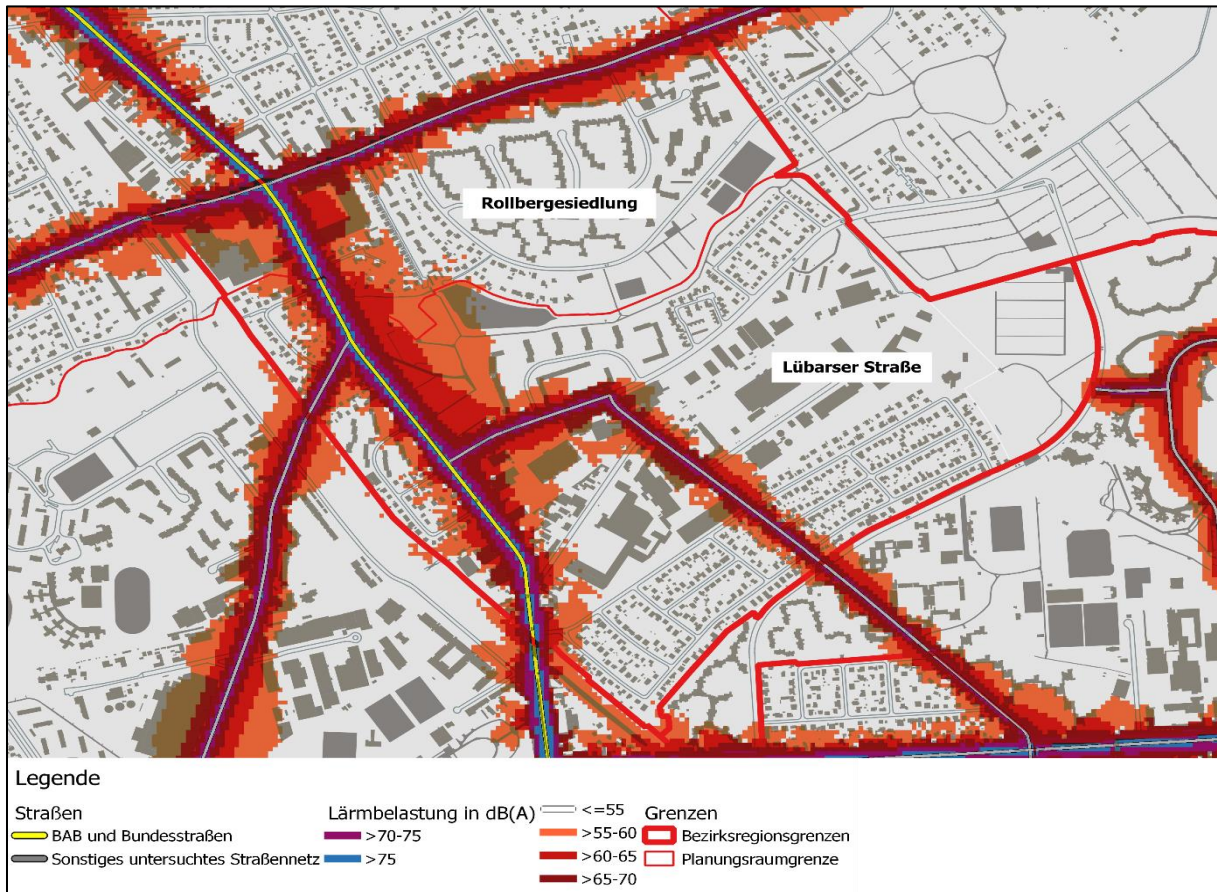 Rollbergesiedlung
Lübarser Straße
Legende
Straßen
BAB und Bundesstraßen
Sonstiges untersuchtes Straßennetz
Lärmbelastung in dB(A)
>70-75
>75
<=55
>55-60
>60-65
>65-70
Grenzen
Bezirksregionsgrenzen
Planungsraumgrenze